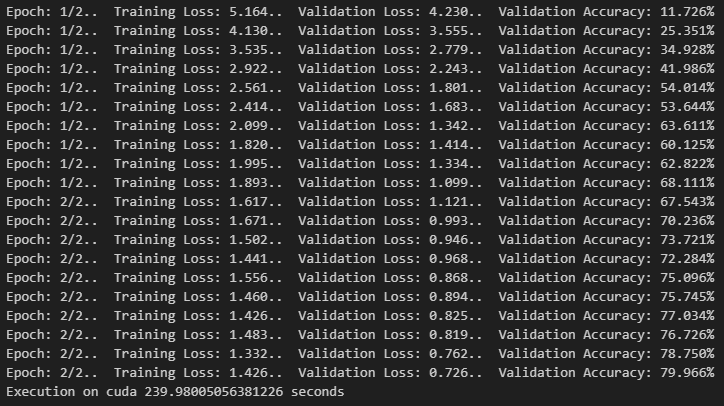 Epoch: 1/2.. Training Loss: 5.164.. Validation Loss: 4.230.. Validation Accuracy: 11.726%
Epoch: 1/2.. Training Loss: 4.130.. Validation Loss: 3.555.. Validation Accuracy: 25.351%
Epoch: 1/2.. Training Loss: 3.535.. Validation Loss: 2.779.. Validation Accuracy: 34.928%
Epoch: 1/2.. Training Loss: 2.922.. Validation Loss: 2.243.. Validation Accuracy: 41.986%
Epoch: 1/2.. Training Loss: 2.561.. Validation Loss: 1.801.. Validation Accuracy: 54.014%
Epoch: 1/2.. Training Loss: 2.414.. Validation Loss: 1.683.. Validation Accuracy: 53.644%
Epoch: 1/2.. Training Loss: 2.099.. Validation Loss: 1.342.. Validation Accuracy: 63.611%
Epoch: 1/2.. Training Loss: 1.820.. Validation Loss: 1.414.. Validation Accuracy: 60.125%
Epoch: 1/2.. Training Loss: 1.995.. Validation Loss: 1.334.. Validation Accuracy: 62.822%
Epoch: 1/2.. Training Loss: 1.893.. Validation Loss: 1.099.. Validation Accuracy: 68.111%
Epoch: 2/2.. Training Loss: 1.617.. Validation Loss: 1.121.. Validation Accuracy: 67.543%
Epoch: 2/2.. Training Loss: 1.671.. Validation Loss: 0.993.. Validation Accuracy: 70.236%
Epoch: 2/2.. Training Loss: 1.502.. Validation Loss: 0.946.. Validation Accuracy: 73.721%
Epoch: 2/2.. Training Loss: 1.441.. Validation Loss: 0.968.. Validation Accuracy: 72.284%
Epoch: 2/2.. Training Loss: 1.556.. Validation Loss: 0.868.. Validation Accuracy: 75.096%
Epoch: 2/2.. Training Loss: 1.460.. Validation Loss: 0.894.. Validation Accuracy: 75.745%
Epoch: 2/2.. Training Loss: 1.426.. Validation Loss: 0.825.. Validation Accuracy: 77.034%
Epoch: 2/2.. Training Loss: 1.483.. Validation Loss: 0.819.. Validation Accuracy: 76.726%
Epoch: 2/2.. Training Loss: 1.332.. Validation Loss: 0.762.. Validation Accuracy: 78.750%
Epoch: 2/2.. Training Loss: 1.426.. Validation Loss: 0.726.. Validation Accuracy: 79.966%
Execution on cuda 239.98005056381226 seconds